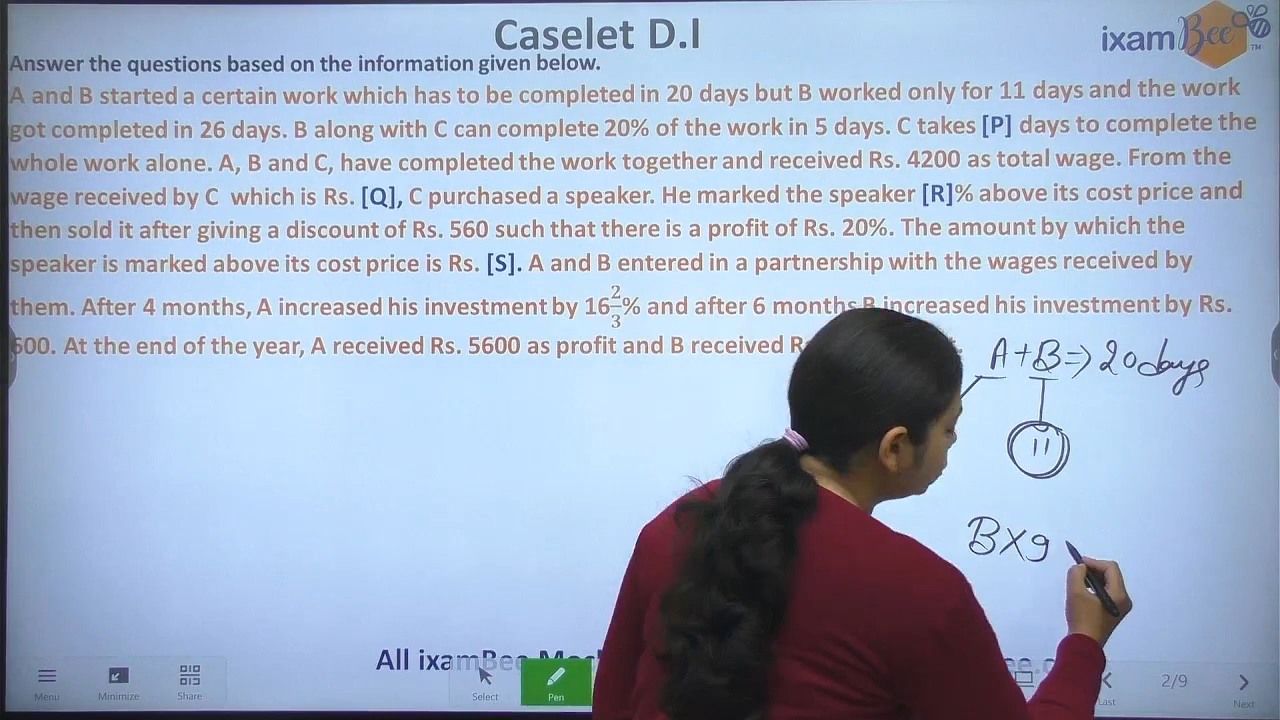 Caselet D.I
ixamBee
TM
Answer the questions based on the information given below.
A and B started a certain work which has to be completed in 20 days but B worked only for 11 days and the work
got completed in 26 days. B along with C can complete 20% of the work in 5 days. C takes [P] days to complete the
whole work alone. A, B and C, have completed the work together and received Rs. 4200 as total wage. From the
wage received by C which is Rs. [Q], C purchased a speaker. He marked the speaker [R]% above its cost price and
then sold it after giving a discount of Rs. 560 such that there is a profit of Rs. 20%. The amount by which the
speaker is marked above its cost price is Rs. [S]. A and B entered in a partnership with the wages received by
them. After 4 months, A increased his investment by 16 2/3% and after 6 months B increased his investment by Rs.
600. At the end of the year, A received Rs. 5600 as profit and B received
A+B⇒20days
11
B×9
All ixamBee
Menu
Minimize
Share
Select
Pen
Last
2/9
Next